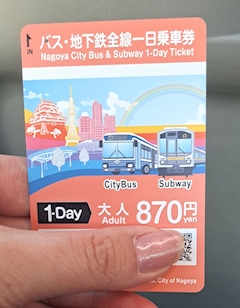 IN
バス・地下鉄全線一日乗車券
Nagoya City Bus & Subway 1-Day Ticket
CityBus
Subway
1-Day
大人
Adult
870円
yen
City of Nagoya